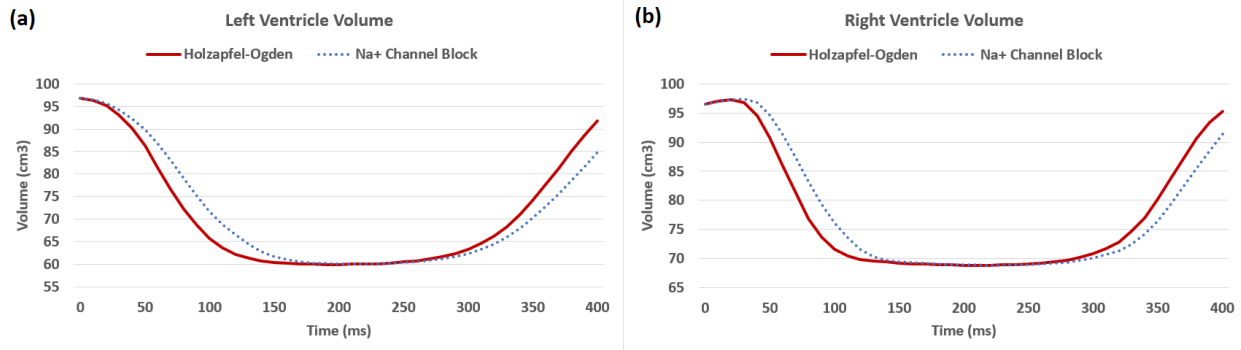 (a)
Left Ventricle Volume
Holzapfel-Ogden Na+ Channel Block
100
95
90
85
80
75
70
65
60
55
Volume (cm3)
0 50 100 150 200 250 300 350 400
Time (ms)
(b)
Right Ventricle Volume
Holzapfel-Ogden Na+ Channel Block
100
95
90
85
80
75
70
65
Volume (cm3)
0 50 100 150 200 250 300 350 400
Time (ms)